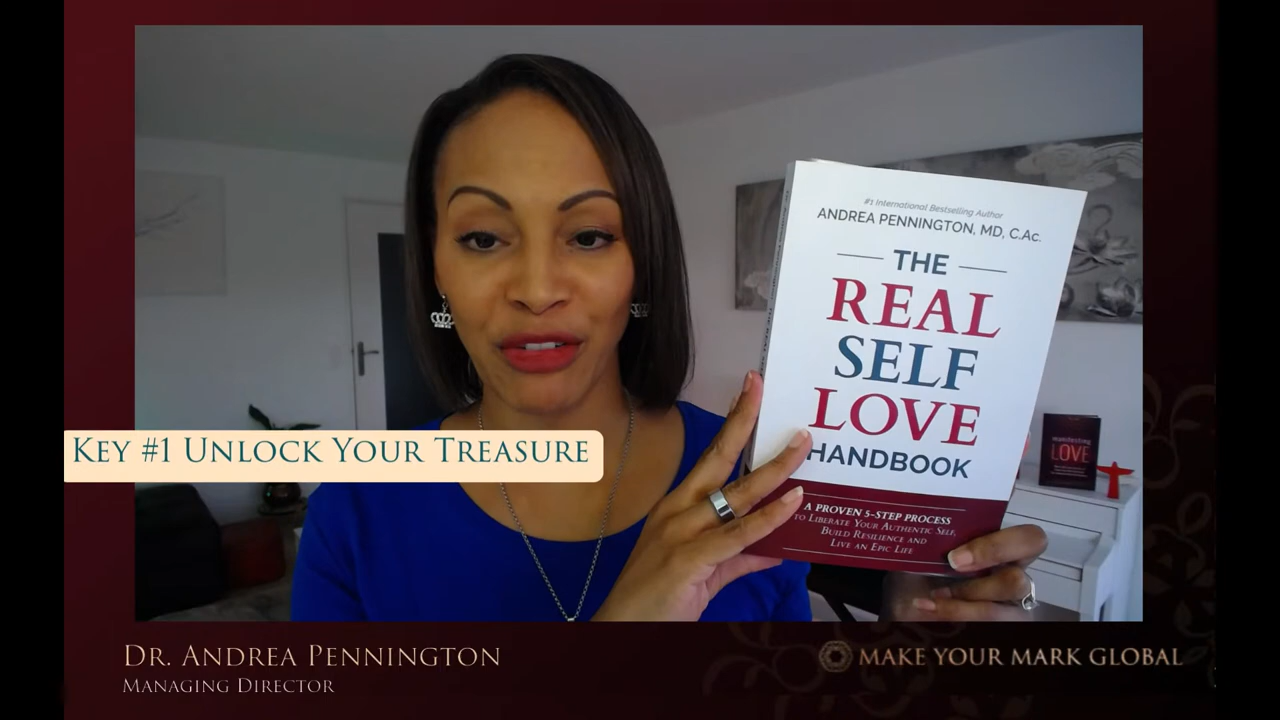 #1 International Bestselling Author
ANDREA PENNINGTON, MD, C.Ac.
THE
REAL
SELF
LOVE
HANDBOOK
A PROVEN 5-STEP PROCESS
TO LIBERATE YOUR AUTHENTIC SELF,
BUILD RESILIENCE AND
LIVE AN EPIC LIFE
manifesting
LOVE
KEY #1 UNLOCK YOUR TREASURE
DR. ANDREA PENNINGTON
MANAGING DIRECTOR
MAKE YOUR MARK GLOBAL